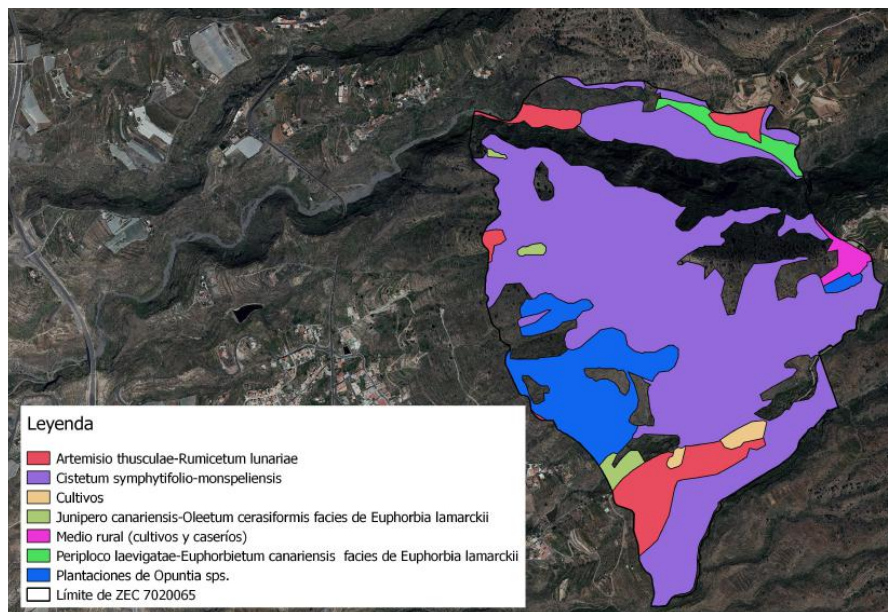 Leyenda
Artemisio thusculae-Rumicetum lunariae
Cistetum symphytifolio-monspeliensis
Cultivos
Junipero canariensis-Oleetum cerasiformis facies de Euphorbia lamarckii
Medio rural (cultivos y caseríos)
Periploco laevigatae-Euphorbietum canariensis facies de Euphorbia lamarckii
Plantaciones de Opuntia sps.
Límite de ZEC 7020065